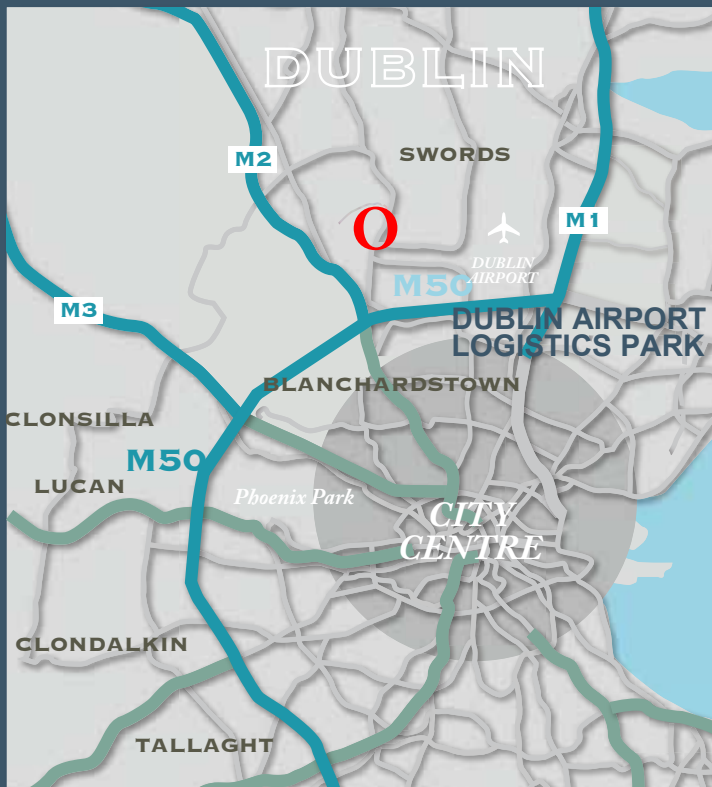 DUBLIN
SWORDS
M2
O
M1
DUBLIN
AIRPORT
M50
M3
DUBLIN AIRPORT
LOGISTICS PARK
BLANCHARDSTOWN
CLONSILLA
M50
LUCAN
Phoenix Park
CITY
CENTRE
CLONDALKIN
TALLAGHT